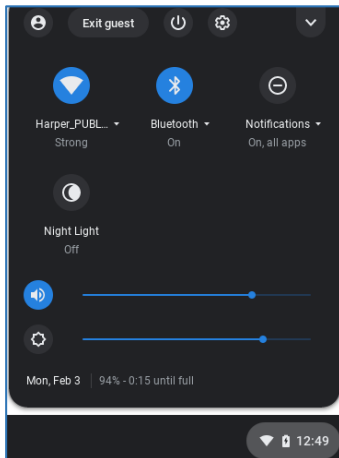 Exit guest
Harper_PUBL... Bluetooth Notifications
Strong On On, all apps
Night Light
Off
Mon, Feb 3 94% - 0:15 until full
12:49